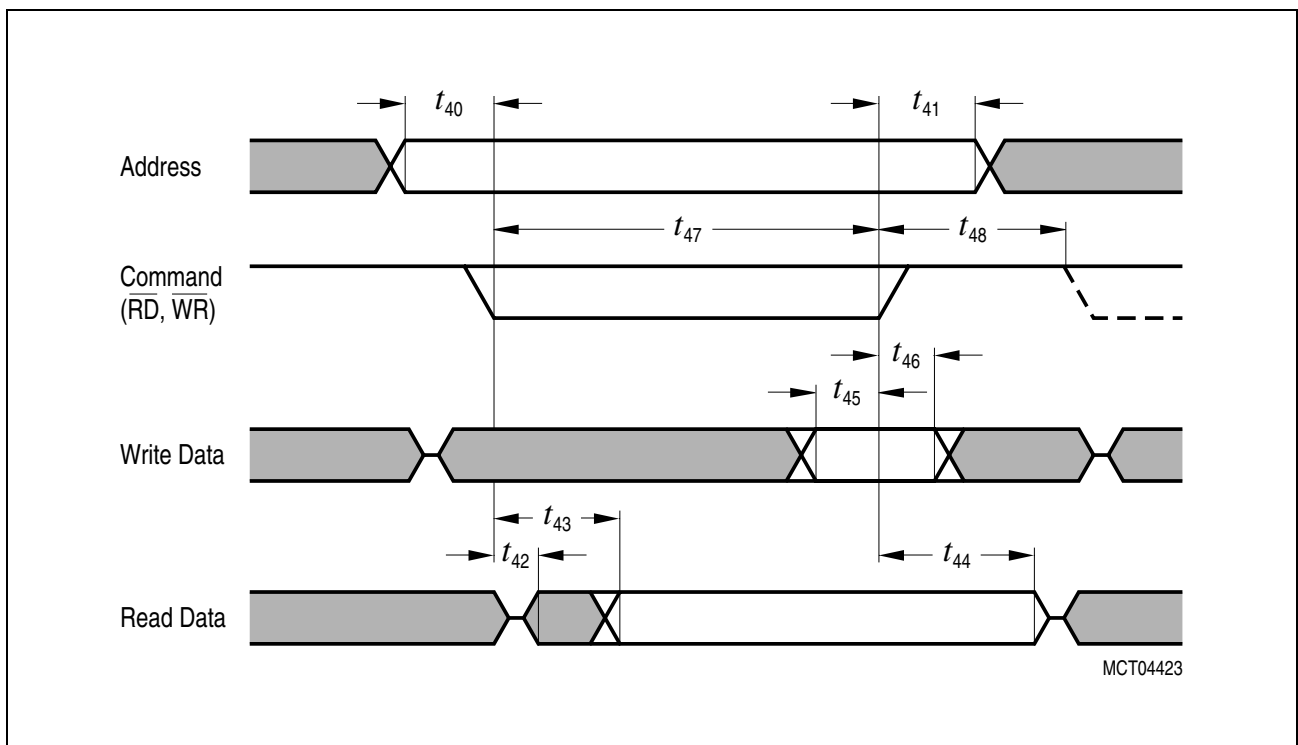 t40
t41
Address
t47
t48
Command
(RD, WR)
t46
t45
Write Data
t43
t42
t44
Read Data
MCT04423